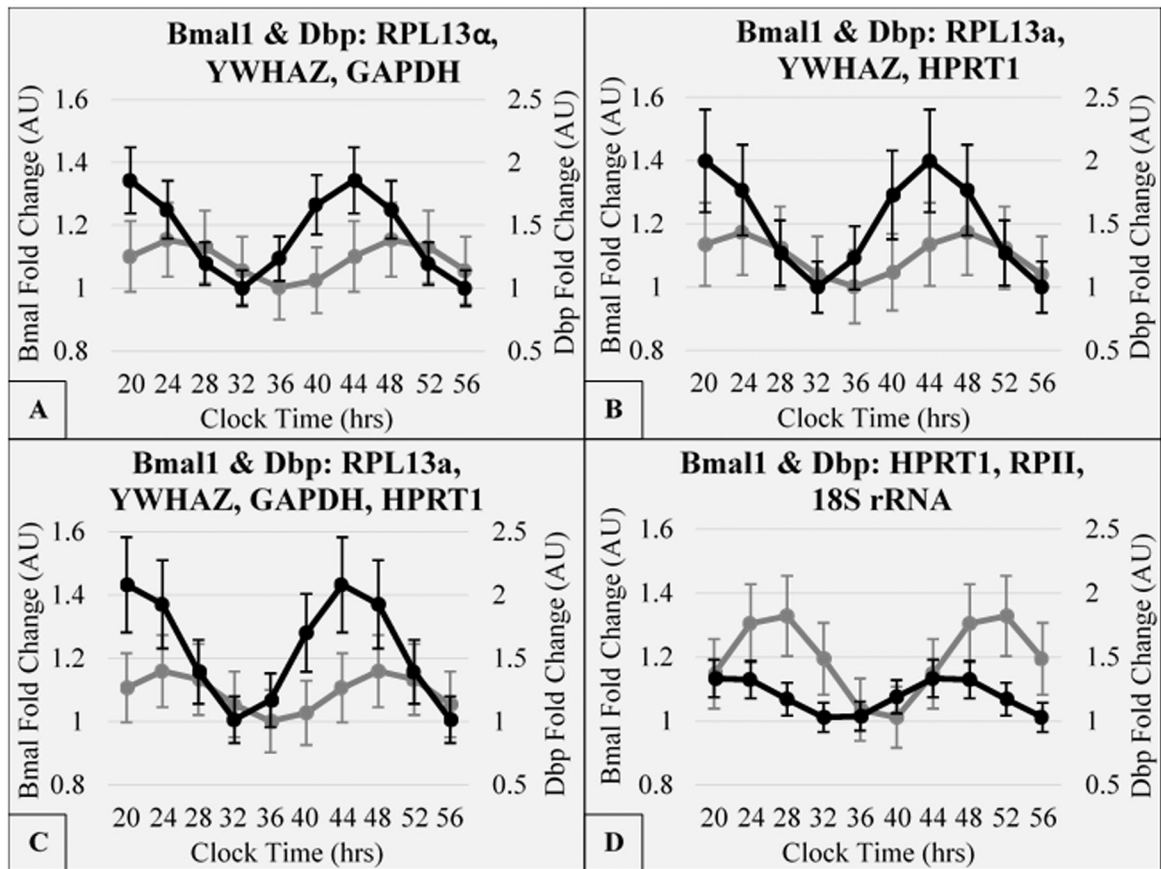 Bmal1 & Dbp: RPL13α,
YWHAZ, GAPDH
Bmal Fold Change (AU)
1.6
1.4
1.2
1
0.8
2.5
2
1.5
1
0.5
Dbp Fold Change (AU)
20 24 28 32 36 40 44 48 52 56
Clock Time (hrs)
A
Bmal1 & Dbp: RPL13a,
YWHAZ, HPRT1
Bmal Fold Change (AU)
1.6
1.4
1.2
1
0.8
2.5
2
1.5
1
0.5
Dbp Fold Change (AU)
20 24 28 32 36 40 44 48 52 56
Clock Time (hrs)
B
Bmal1 & Dbp: RPL13a,
YWHAZ, GAPDH, HPRT1
Bmal Fold Change (AU)
1.6
1.4
1.2
1
0.8
2.5
2
1.5
1
0.5
Dbp Fold Change (AU)
20 24 28 32 36 40 44 48 52 56
Clock Time (hrs)
C
Bmal1 & Dbp: HPRT1, RPII,
18S rRNA
Bmal Fold Change (AU)
1.6
1.4
1.2
1
0.8
2.5
2
1.5
1
0.5
Dbp Fold Change (AU)
20 24 28 32 36 40 44 48 52 56
Clock Time (hrs)
D